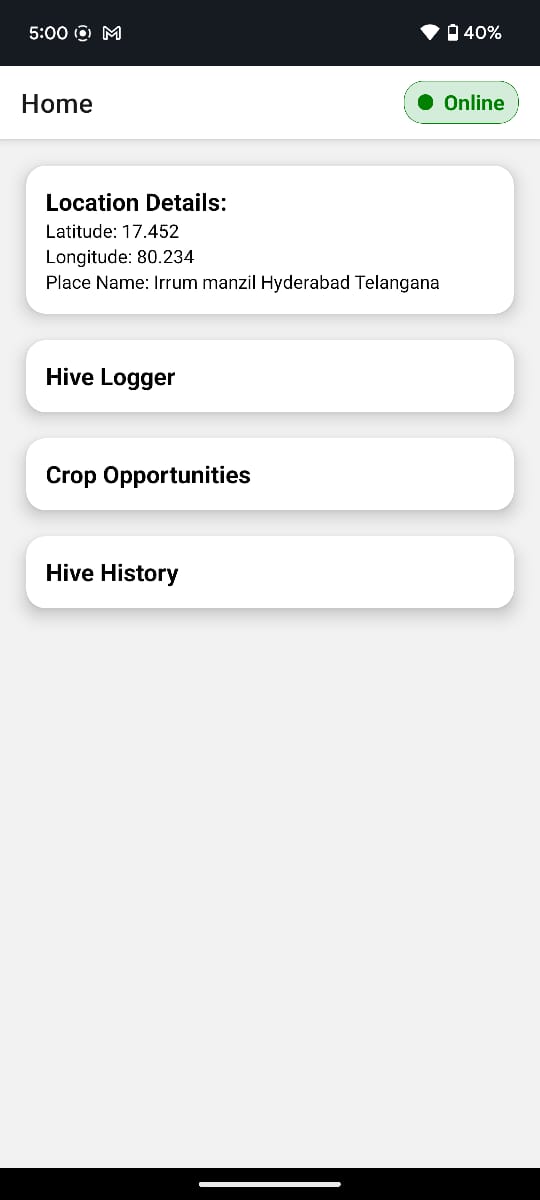 5:00
40%
Home
Online
Location Details:
Latitude: 17.452
Longitude: 80.234
Place Name: Irrum manzil Hyderabad Telangana
Hive Logger
Crop Opportunities
Hive History